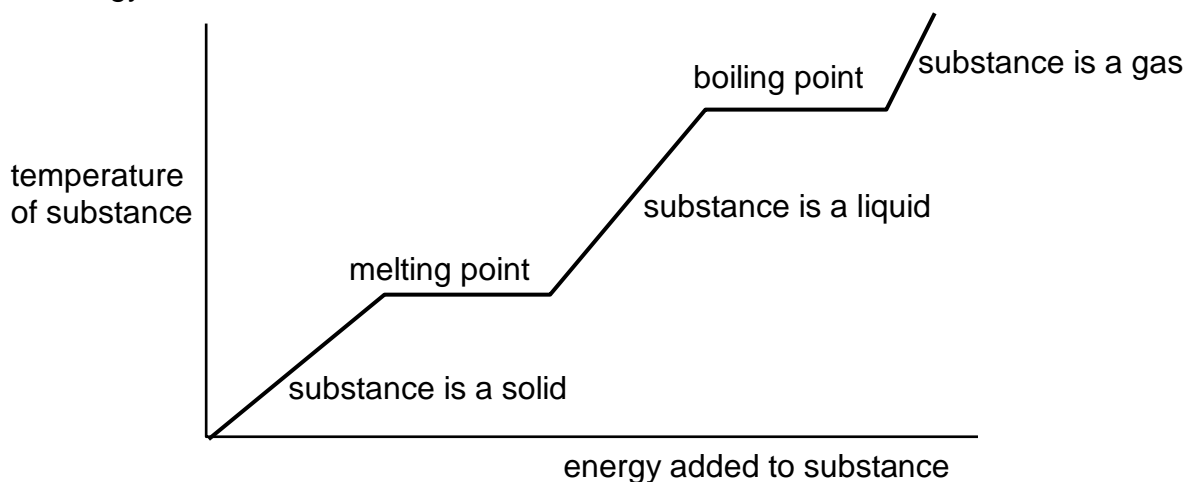 boiling point
substance is a gas
temperature
of substance
substance is a liquid
melting point
substance is a solid
energy added to substance